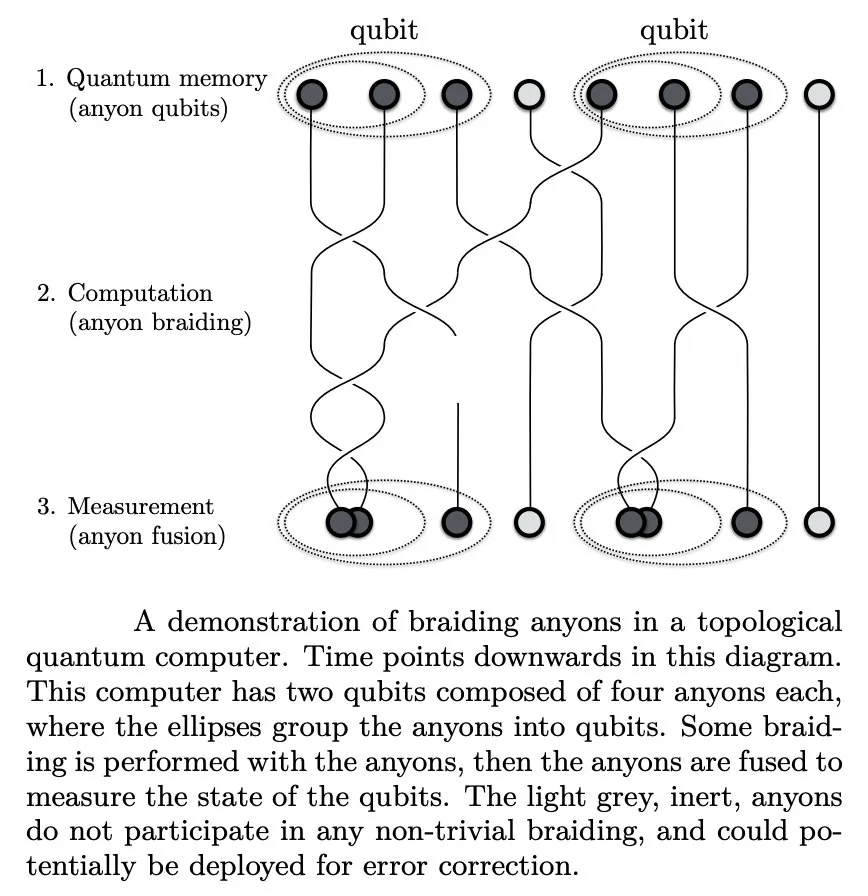 qubit qubit
1. Quantum memory
(anyon qubits)
2. Computation
(anyon braiding)
3. Measurement
(anyon fusion)
A demonstration of braiding anyons in a topological
quantum computer. Time points downwards in this diagram.
This computer has two qubits composed of four anyons each,
where the ellipses group the anyons into qubits. Some braid-
ing is performed with the anyons, then the anyons are fused to
measure the state of the qubits. The light grey, inert, anyons
do not participate in any non-trivial braiding, and could po-
tentially be deployed for error correction.